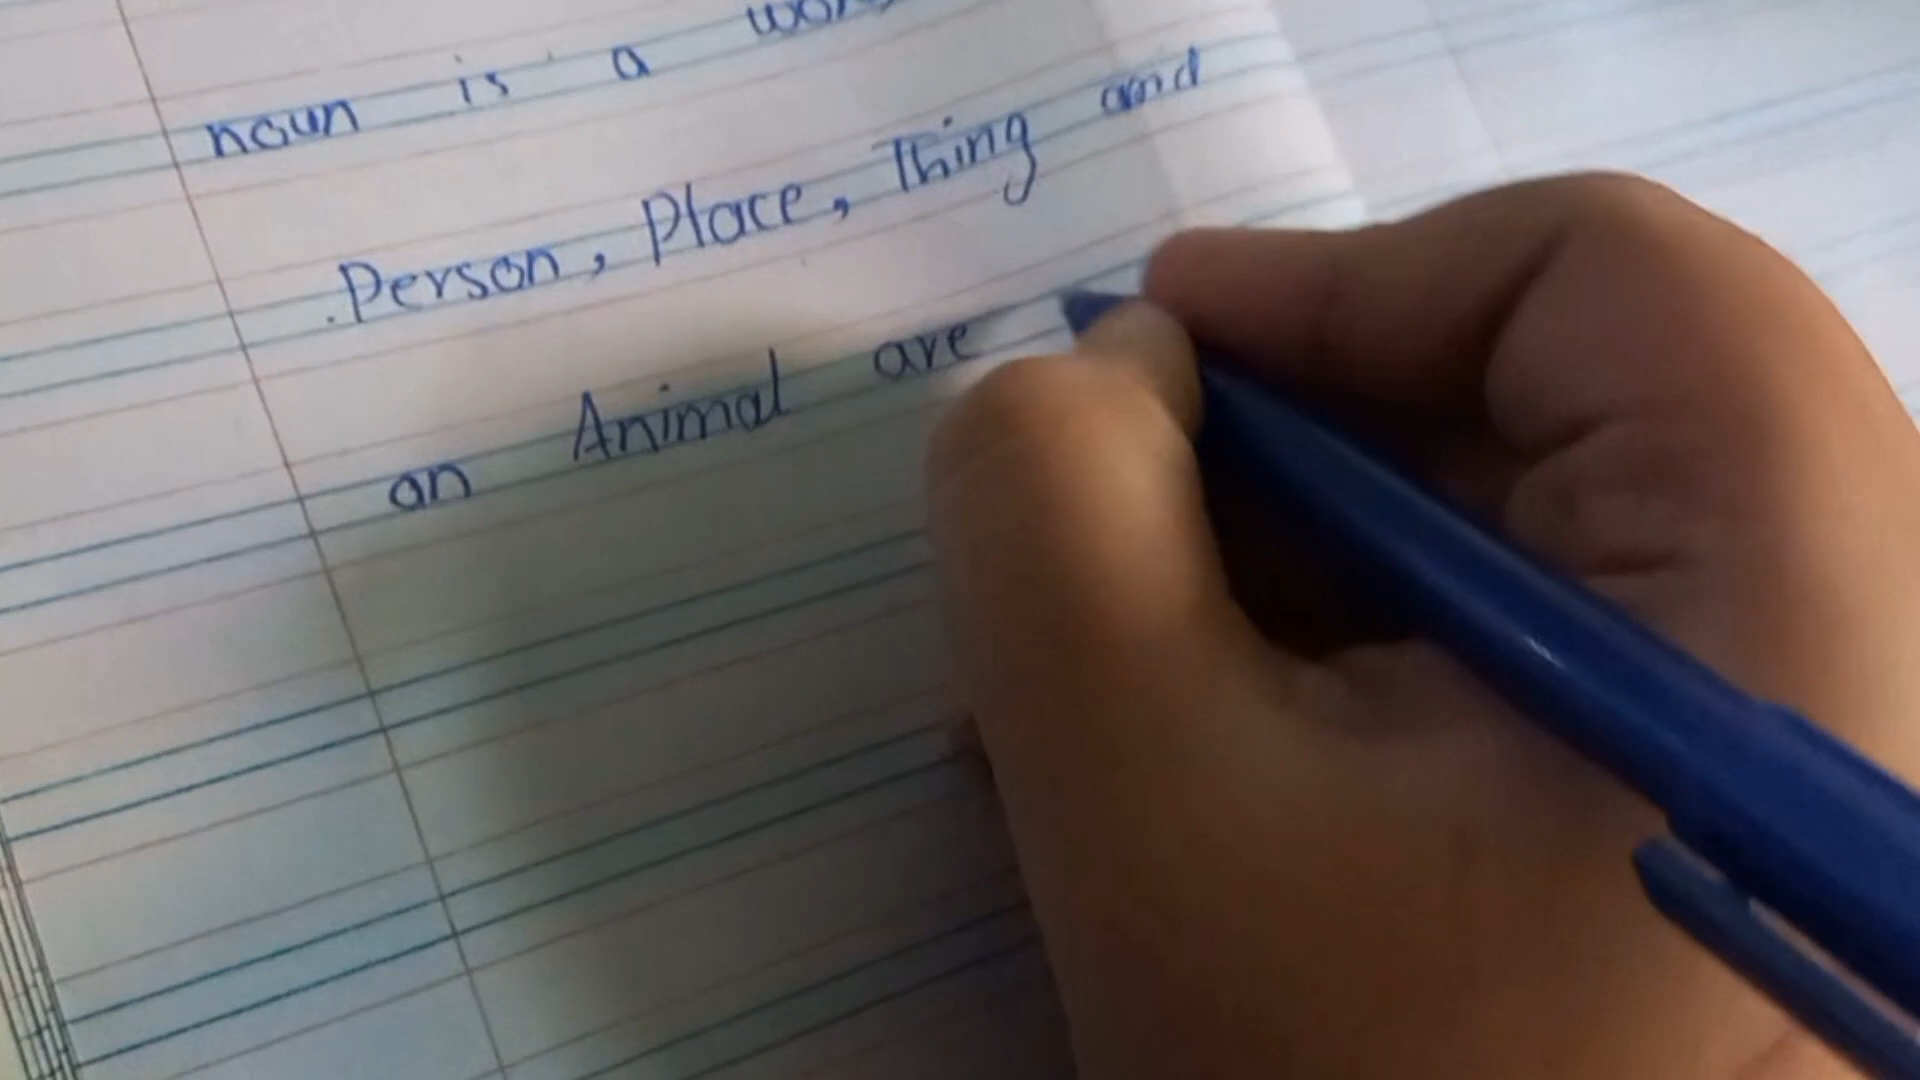 noun is a
Person, Place, Thing and
an Animal are